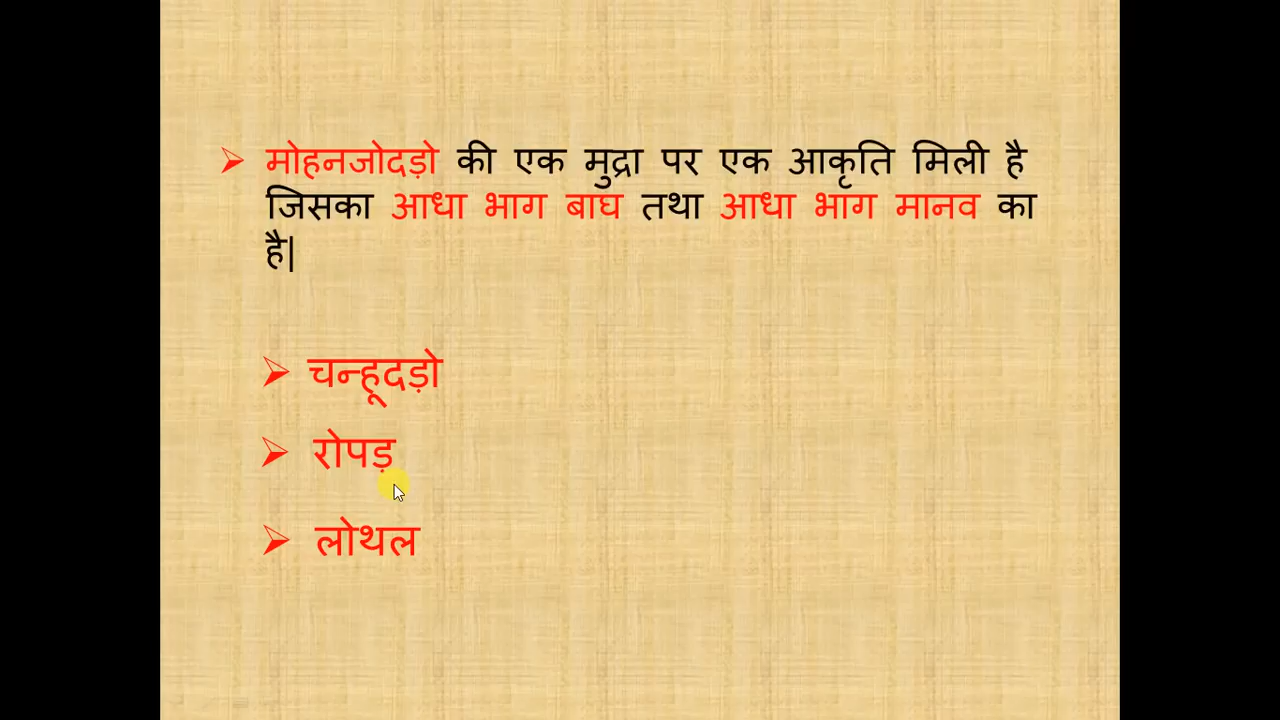 मोहनजोदड़ो की एक मुद्रा पर एक आकृति मिली है
जिसका आधा भाग बाघ तथा आधा भाग मानव का
है|
चन्हूदड़ो
रोपड़
लोथल